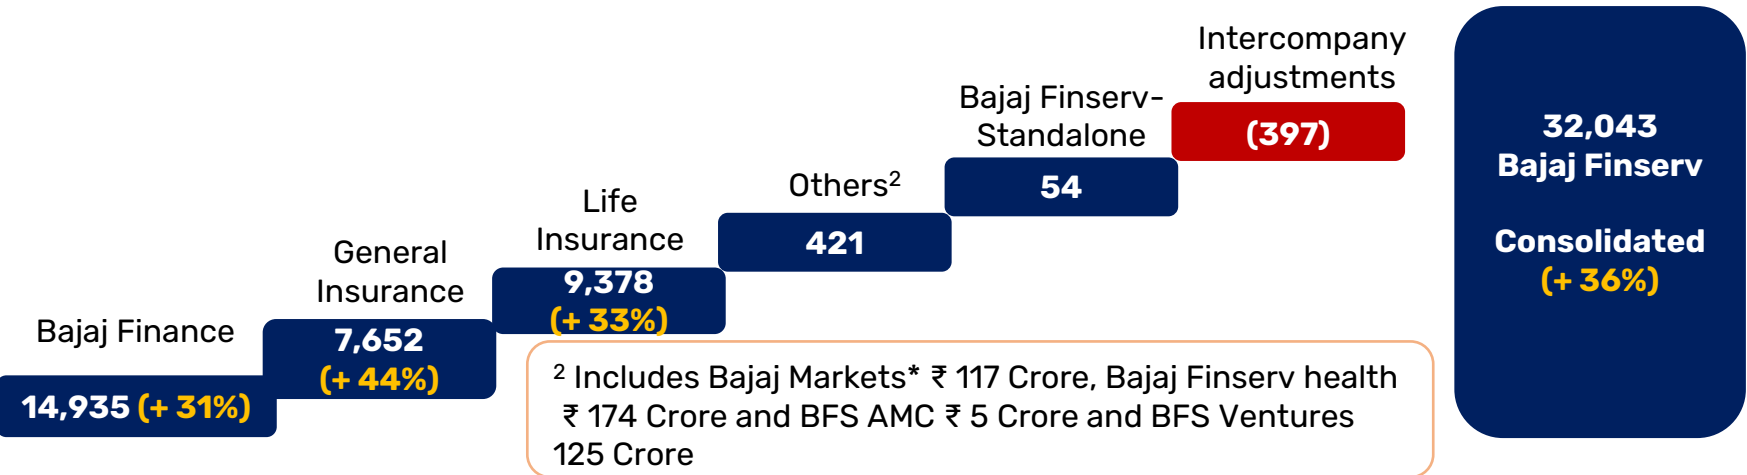 Bajaj Finance
14,935 (+ 31%)
General
Insurance
7,652
(+ 44%)
Life
Insurance
9,378
(+ 33%)
Others²
421
Bajaj Finserv-
Standalone
54
Intercompany
adjustments
(397)
32,043
Bajaj Finserv
Consolidated
(+ 36%)
² Includes Bajaj Markets* ₹ 117 Crore, Bajaj Finserv health
₹ 174 Crore and BFS AMC ₹ 5 Crore and BFS Ventures
125 Crore